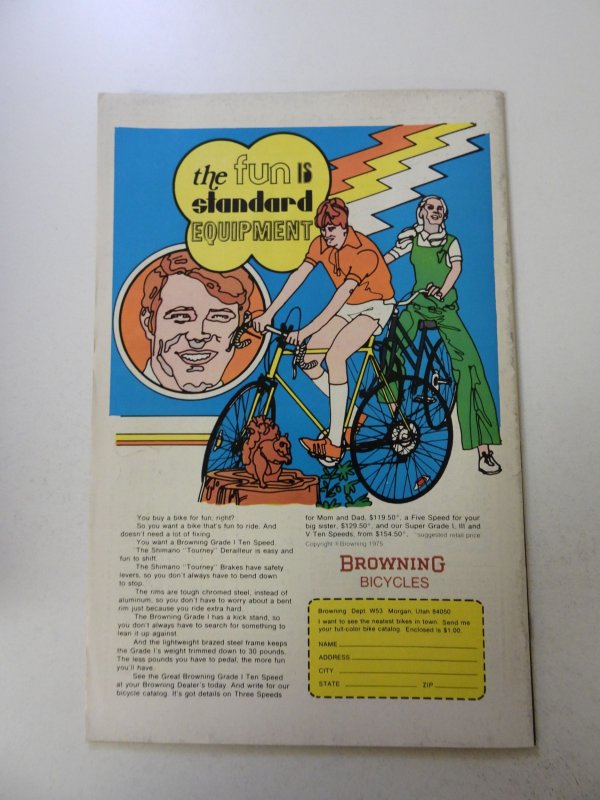 the fun IS
standard
EQUIPMENT
You buy a bike for fun, right?
So you want a bike that's fun to ride. And
doesn't need a lot of fixing.
You want a Browning Grade I Ten Speed.
The Shimano "Tourney" Derailleur is easy and
fun to shift.
The Shimano "Tourney" Brakes have safety
levers, so you don't always have to bend down
to stop.
The rims are tough chromed steel, instead of
aluminum, so you don't have to worry about a bent
rim just because you ride extra hard.
The Browning Grade I has a kick stand, so
you don't always have to search for something to
lean it up against.
And the lightweight brazed steel frame keeps
the Grade I's weight trimmed down to 30 pounds.
The less pounds you have to pedal, the more fun
you'll have.
See the Great Browning Grade I Ten Speed
at your Browning Dealer's today. And write for our
bicycle catalog. It's got details on Three Speeds
for Mom and Dad, $119.50*, a Five Speed for your
big sister, $129.50*, and our Super Grade I, III and
V Ten Speeds, from $154.50*. *suggested retail price
Copyright © Browning 1975
BROWNING
BICYCLES
Browning Dept. W53 Morgan, Utah 84050
I want to see the neatest bikes in town. Send me
your full-color bike catalog. Enclosed is $1.00.
NAME
ADDRESS
CITY
STATE ZIP